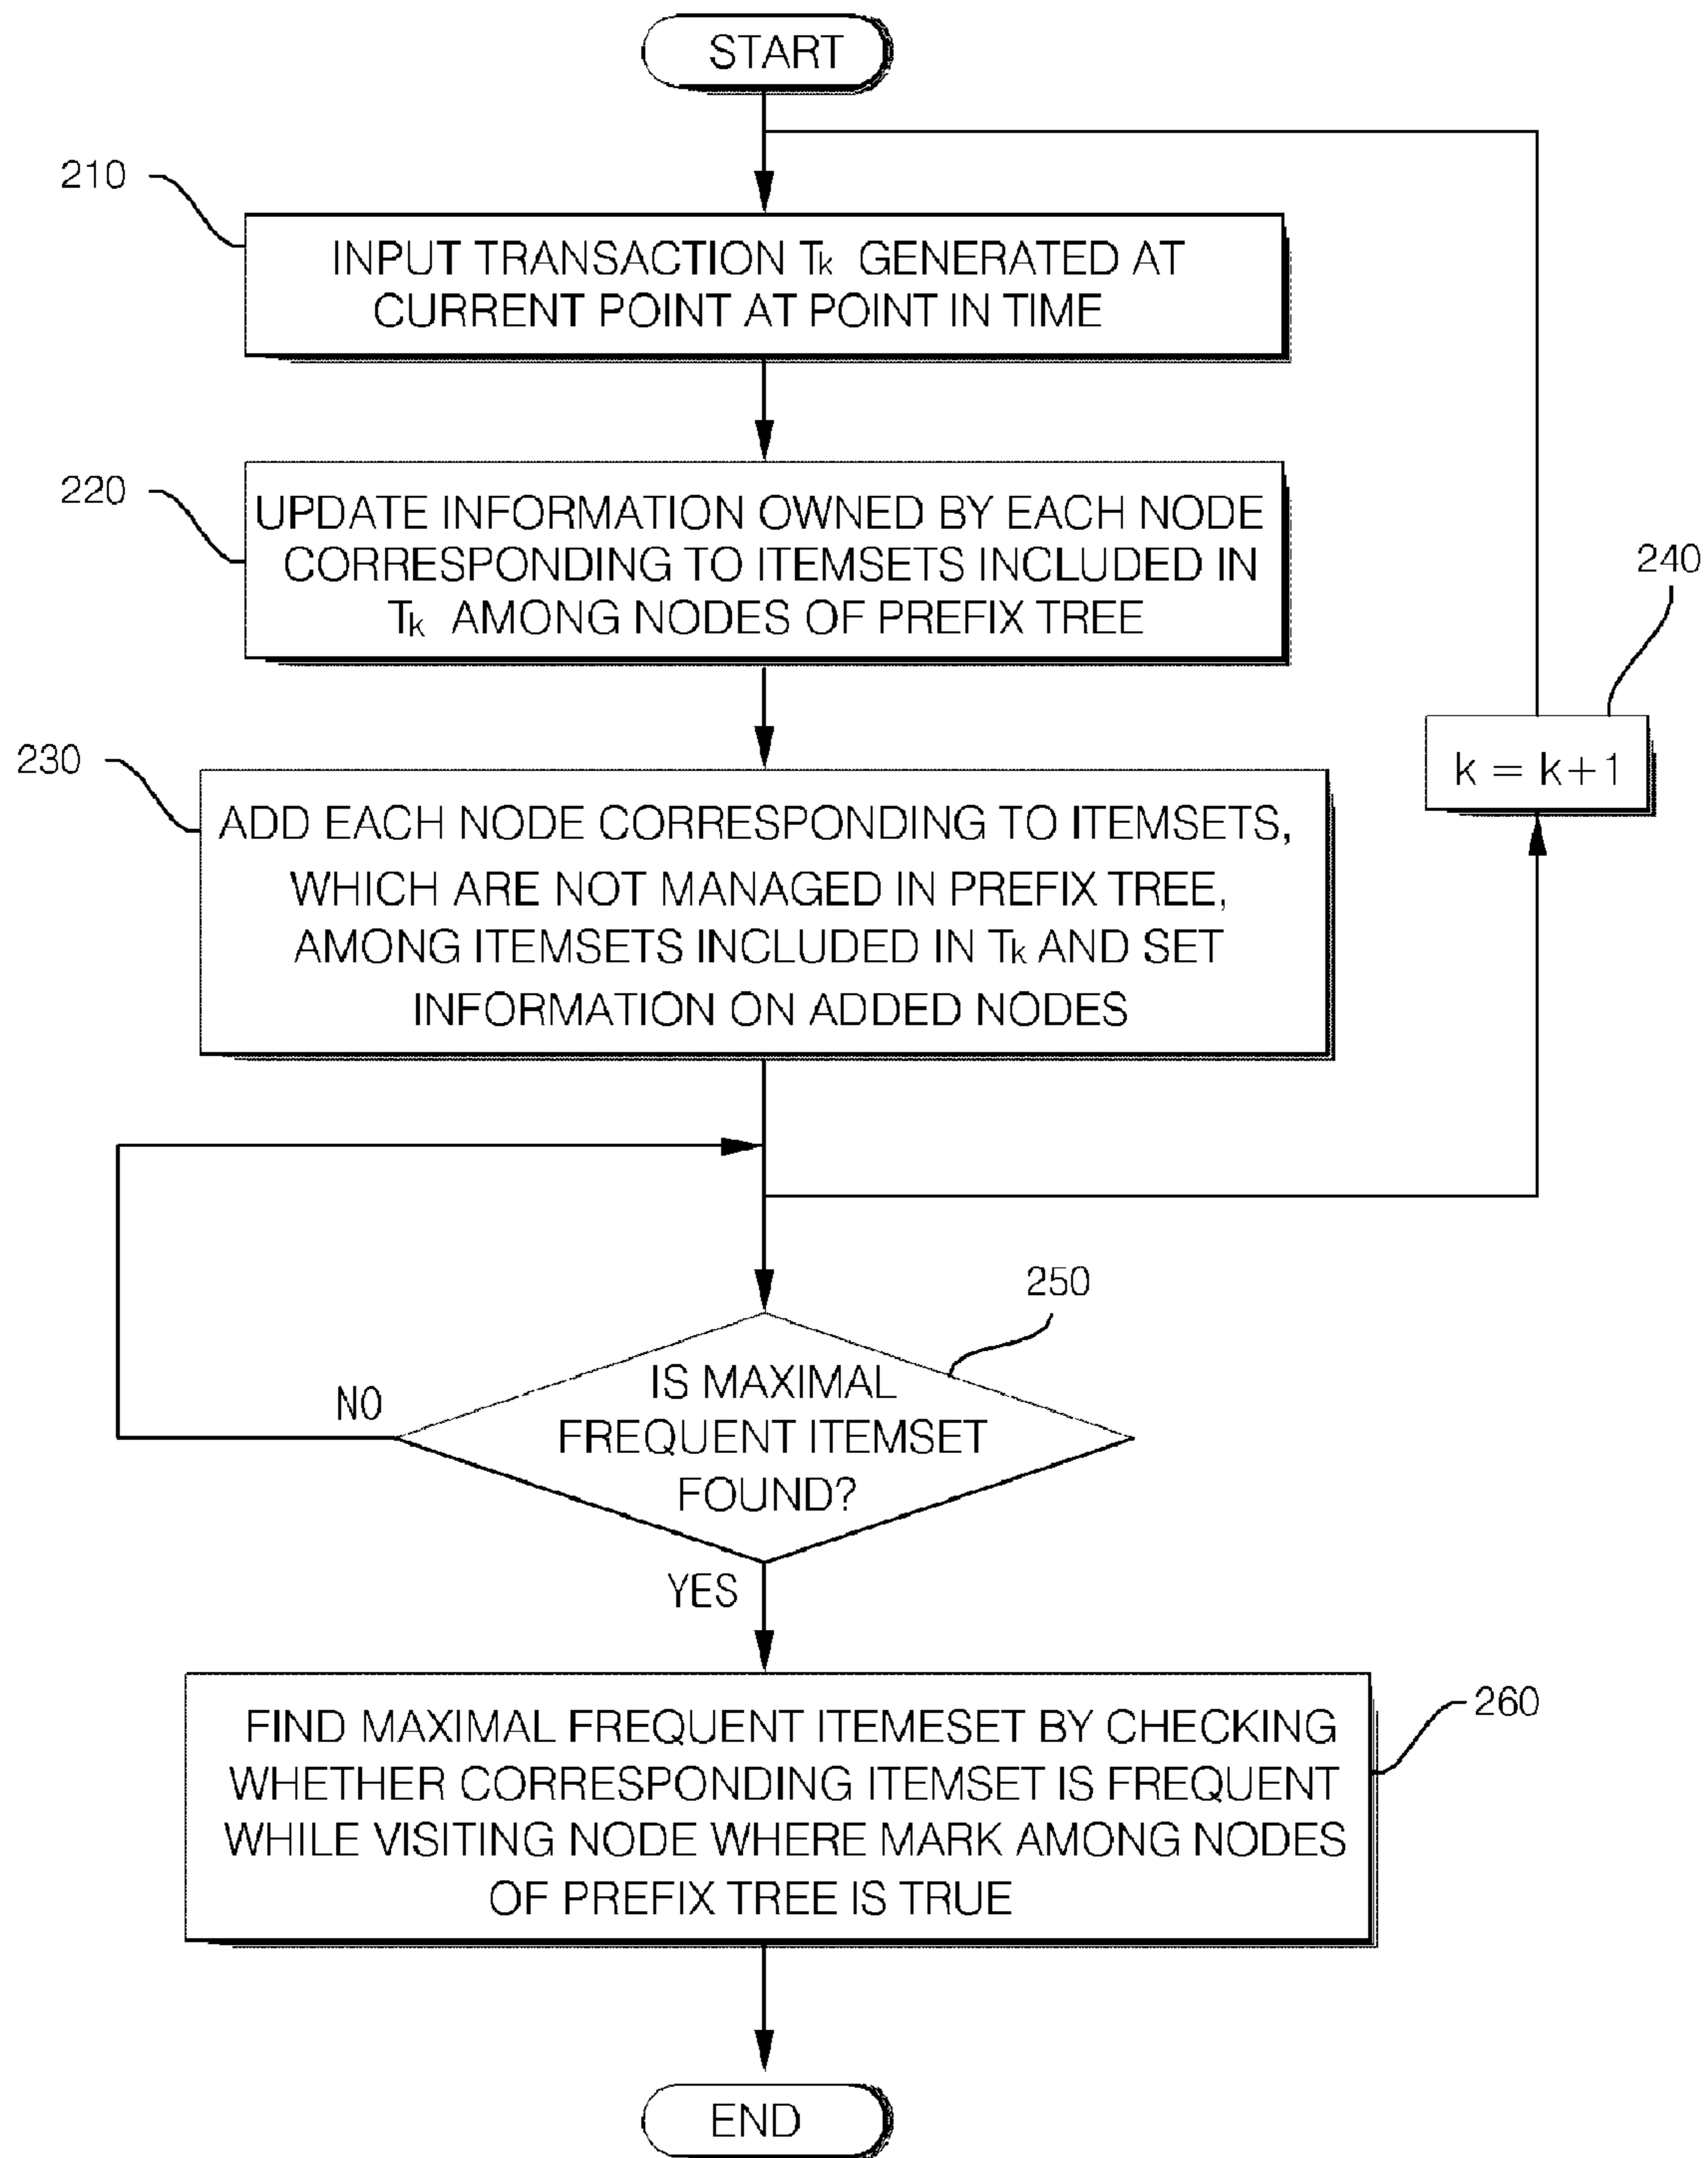 START
210
INPUT TRANSACTION Tk GENERATED AT
CURRENT POINT AT POINT IN TIME
220
UPDATE INFORMATION OWNED BY EACH NODE
CORRESPONDING TO ITEMSETS INCLUDED IN
Tk AMONG NODES OF PREFIX TREE
240
k = k+1
230
ADD EACH NODE CORRESPONDING TO ITEMSETS,
WHICH ARE NOT MANAGED IN PREFIX TREE,
AMONG ITEMSETS INCLUDED IN Tk AND SET
INFORMATION ON ADDED NODES
250
IS MAXIMAL
FREQUENT ITEMSET
FOUND?
NO
YES
260
FIND MAXIMAL FREQUENT ITEMESET BY CHECKING
WHETHER CORRESPONDING ITEMSET IS FREQUENT
WHILE VISITING NODE WHERE MARK AMONG NODES
OF PREFIX TREE IS TRUE
END